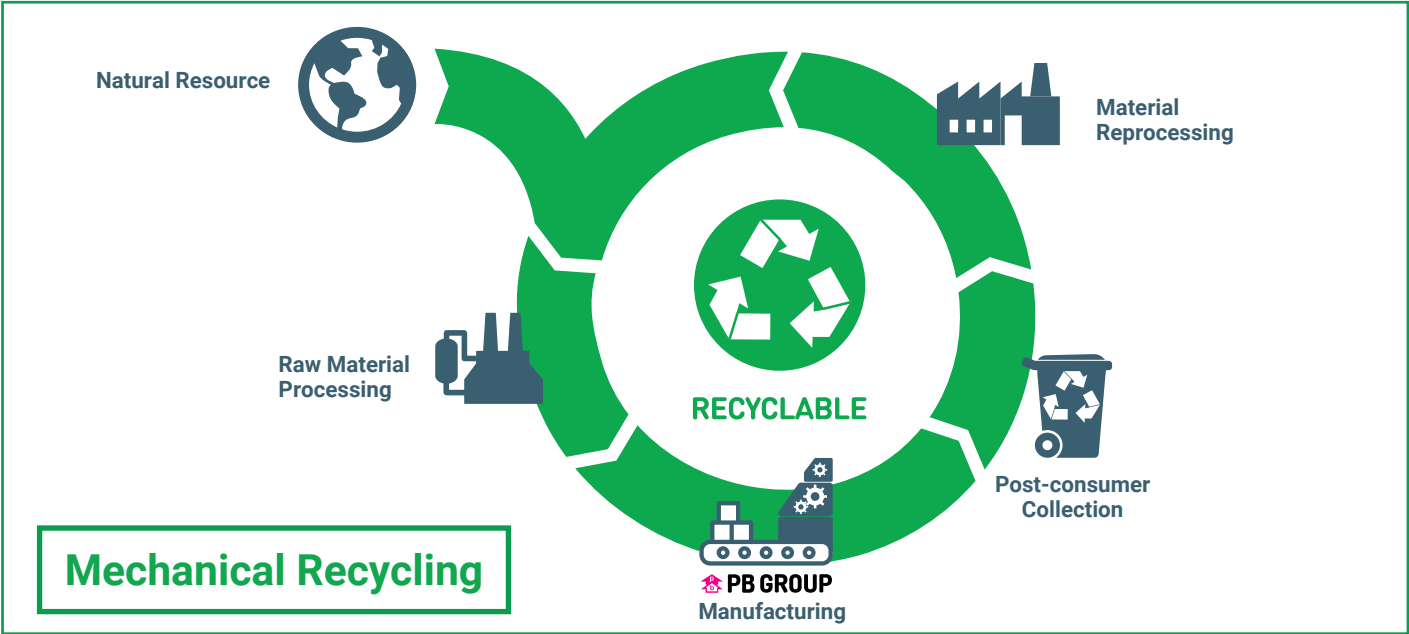 Natural Resource
Material
Reprocessing
Raw Material
Processing
RECYCLABLE
Post-consumer
Collection
PB GROUP
Manufacturing
Mechanical Recycling